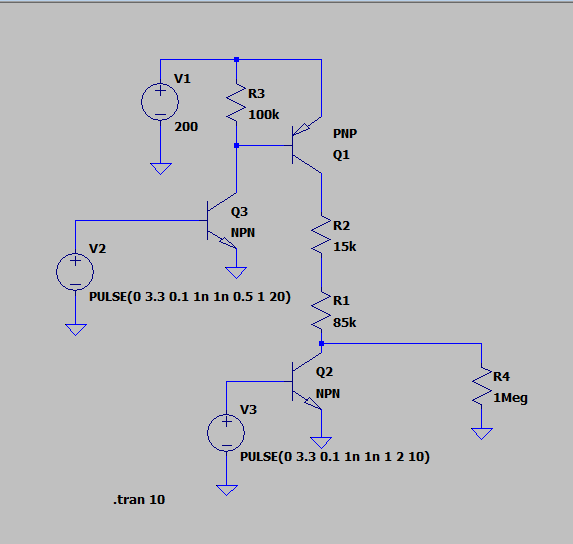 V1
R3
200
100k
PNP
Q1
Q3
NPN
R2
15k
V2
PULSE(0 3.3 0.1 1n 1n 0.5 1 20)
R1
85k
Q2
NPN
R4
1Meg
V3
PULSE(0 3.3 0.1 1n 1n 1 2 10)
.tran 10